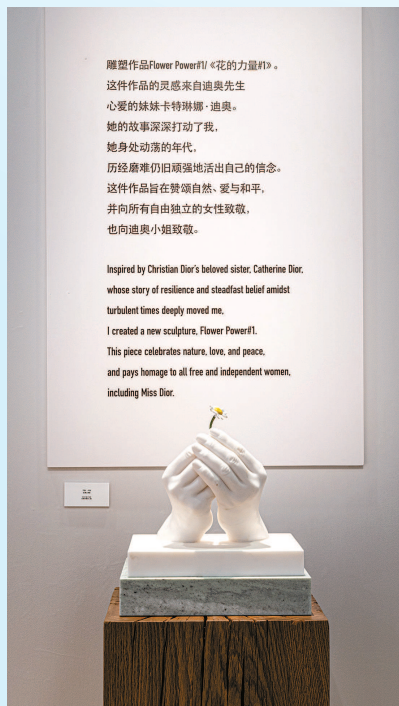 雕塑作品Flower Power#1/《花的力量#1》。
这件作品的灵感来自迪奥先生
心爱的妹妹卡特琳娜·迪奥。
她的故事深深打动了我，
她身处动荡的年代，
历经磨难仍旧顽强地活出自己的信念。
这件作品旨在赞颂自然、爱与和平，
并向所有自由独立的女性致敬，
也向迪奥小姐致敬。
Inspired by Christian Dior's beloved sister, Catherine Dior,
whose story of resilience and steadfast belief amidst
turbulent times deeply moved me,
I created a new sculpture, Flower Power#1.
This piece celebrates nature, love, and peace,
and pays homage to all free and independent women,
including Miss Dior.